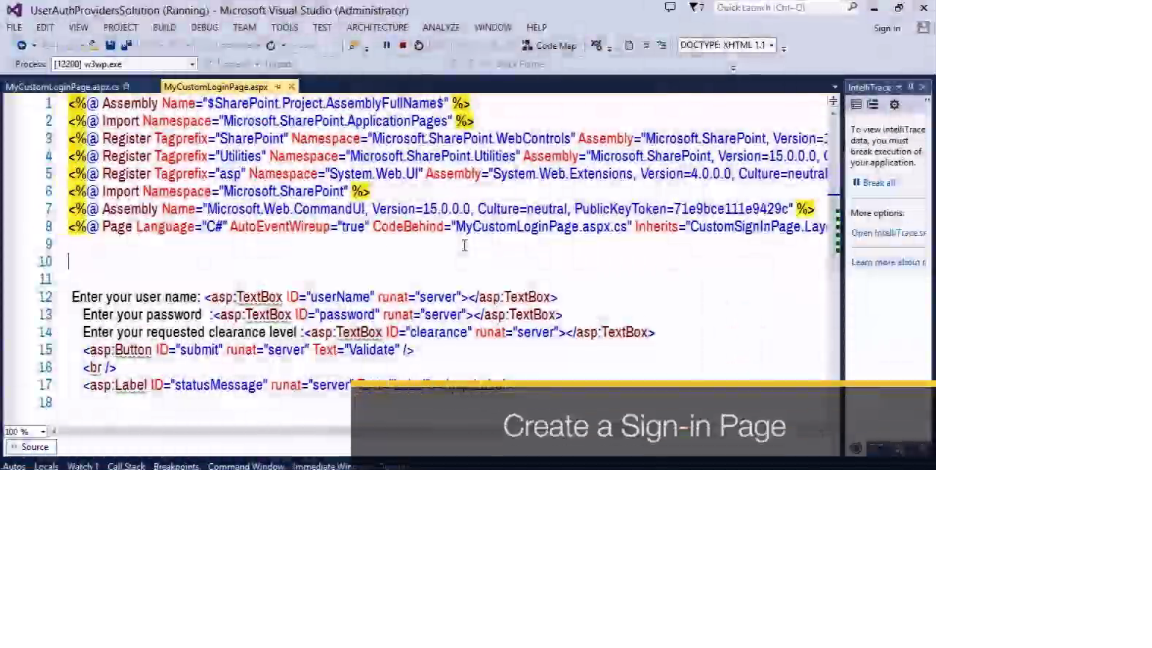 UserAuthProvidersSolution (Running) - Microsoft Visual Studio (Administrator)
7 Quick Launch (Ctrl+Q)
FILE EDIT VIEW PROJECT BUILD DEBUG TEAM TOOLS TEST ARCHITECTURE ANALYZE WINDOW HELP
Sign in
Code Map
DOCTYPE: XHTML 1.1
Process: [12200] w3wp.exe
MyCustomLoginPage.aspx.cs
MyCustomLoginPage.aspx
1 <%@ Assembly Name="$SharePoint.Project.AssemblyFullName$" %>
2 <%@ Import Namespace="Microsoft.SharePoint.ApplicationPages" %>
3 <%@ Register Tagprefix="SharePoint" Namespace="Microsoft.SharePoint.WebControls" Assembly="Microsoft.SharePoint, Version=
4 <%@ Register Tagprefix="Utilities" Namespace="Microsoft.SharePoint.Utilities" Assembly="Microsoft.SharePoint, Version=15.0.0.0,
5 <%@ Register Tagprefix="asp" Namespace="System.Web.UI" Assembly="System.Web.Extensions, Version=4.0.0.0, Culture=neutral
6 <%@ Import Namespace="Microsoft.SharePoint" %>
7 <%@ Assembly Name="Microsoft.Web.CommandUI, Version=15.0.0.0, Culture=neutral, PublicKeyToken=71e9bce111e9429c" %>
8 <%@ Page Language="C#" AutoEventWireup="true" CodeBehind="MyCustomLoginPage.aspx.cs" Inherits="CustomSignInPage.Lay
9
10
11
12 Enter your user name: <asp:TextBox ID="userName" runat="server"></asp:TextBox>
13 Enter your password :<asp:TextBox ID="password" runat="server"></asp:TextBox>
14 Enter your requested clearance level :<asp:TextBox ID="clearance" runat="server"></asp:TextBox>
15 <asp:Button ID="submit" runat="server" Text="Validate" />
16 <br />
17 <asp:Label ID="statusMessage" runat="server"
18
100 %
Source
Autos Locals Watch 1 Call Stack Breakpoints Command Window Immediate Win
IntelliTrace
To view IntelliTrace
data, you must
break execution of
your application.
Break all
More options:
Open IntelliTrace se
Learn more about
Create a Sign-in Page